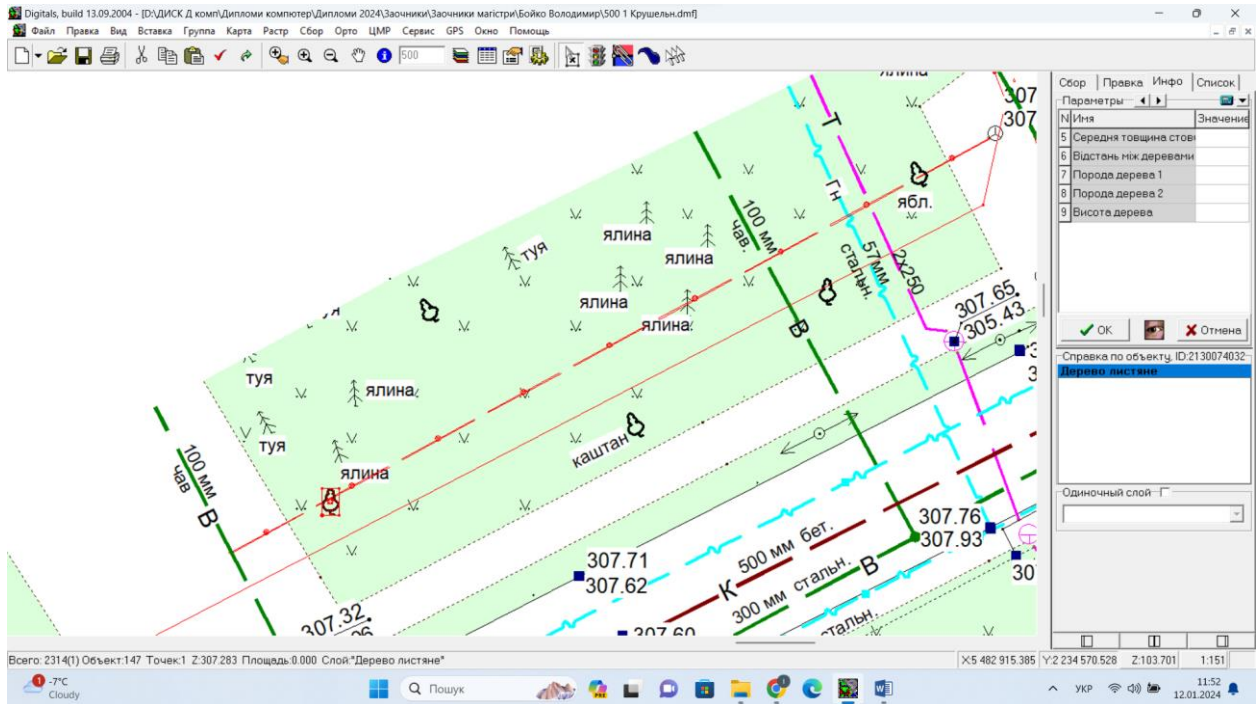 Digitals, build 13.09.2004 - [D:\ДИСК Д комп\Дипломи компютер\Дипломи 2024\Заочники\Заочники магістри\Бойко Володимир\500 1 Крушельн.dmf]
Файл Правка Вид Вставка Группа Карта Растр Сбор Орто ЦМР Сервис GPS Окно Помощь
500
Сбор Правка Инфо Список
Параметры
N Имя Значение
5 Середня товщина стов
6 Відстань між деревами
7 Порода дерева 1
8 Порода дерева 2
9 Висота дерева
OK Отмена
Справка по объекту, ID:2130074032
Дерево листяне
Одиночный слой
307
307
Т
Гн
ябл.
100 мм
чав.
ялина
туя
ялина
57мм
стальн.
2х250
ялина
ялина
307.65
305.43
В
туя
ялина
туя
каштан
ялина
100 мм
чав
В
307.76
307.93
500 мм бет.
307.71
307.62
К
300 мм стальн.
В
30
307.32
стальн.
307.60
Всего: 2314(1) Объект:147 Точек:1 Z:307.283 Площадь:0.000 Слой:"Дерево листяне"
X:5 482 915.385 Y:2 234 570.528 Z:103.701 1:151
-7°C
Cloudy
Пошук
УКР
11:52
12.01.2024